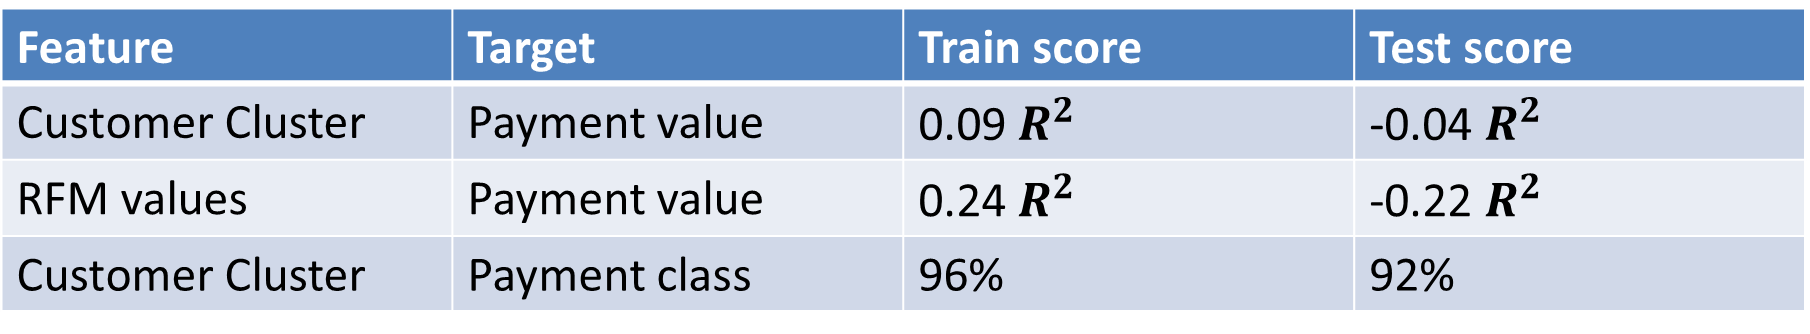 Feature Target Train score Test score
Customer Cluster Payment value 0.09 R² -0.04 R²
RFM values Payment value 0.24 R² -0.22 R²
Customer Cluster Payment class 96% 92%